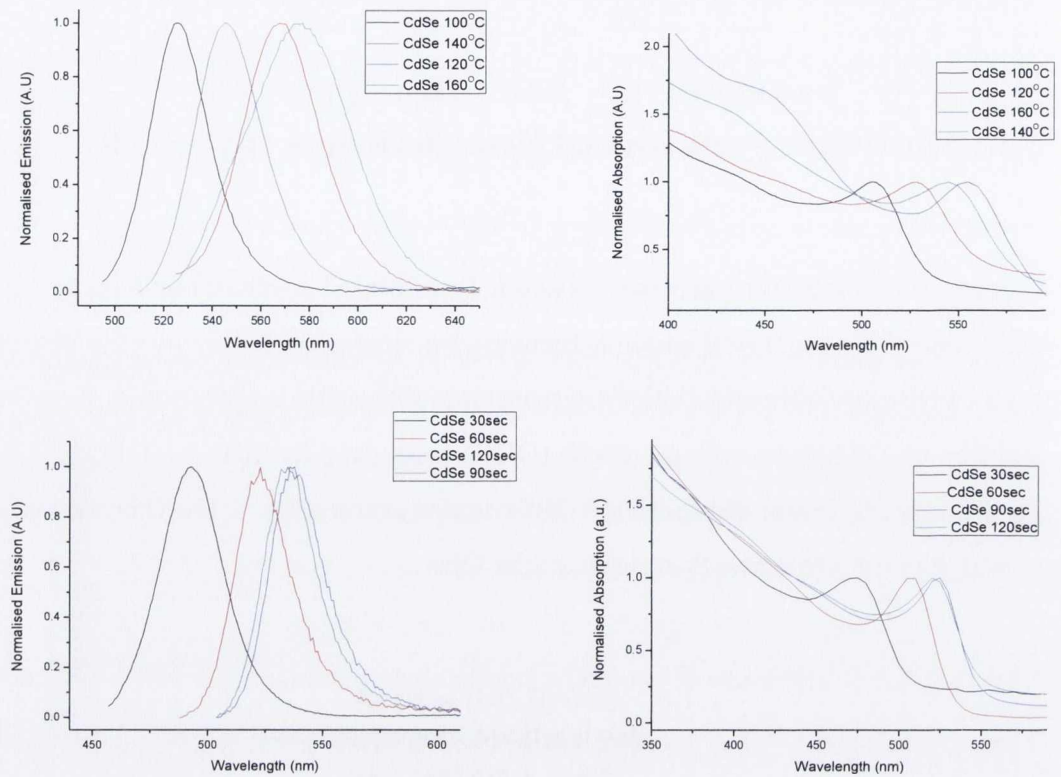 CdSe 100°C
CdSe 140°C
CdSe 120°C
CdSe 160°C
Normalised Emission (A.U)
1.0
0.8
0.6
0.4
0.2
0.0
500 520 540 560 580 600 620 640
Wavelength (nm)
CdSe 100°C
CdSe 120°C
CdSe 160°C
CdSe 140°C
Normalised Absorption (A.U)
2.0
1.5
1.0
0.5
400 450 500 550
Wavelength (nm)
CdSe 30sec
CdSe 60sec
CdSe 120sec
CdSe 90sec
Normalised Emission (A.U)
1.0
0.8
0.6
0.4
0.2
0.0
450 500 550 600
Wavelength (nm)
CdSe 30sec
CdSe 60sec
CdSe 90sec
CdSe 120sec
Normalised Absorption (a.u.)
1.5
1.0
0.5
0.0
350 400 450 500 550
Wavelength (nm)